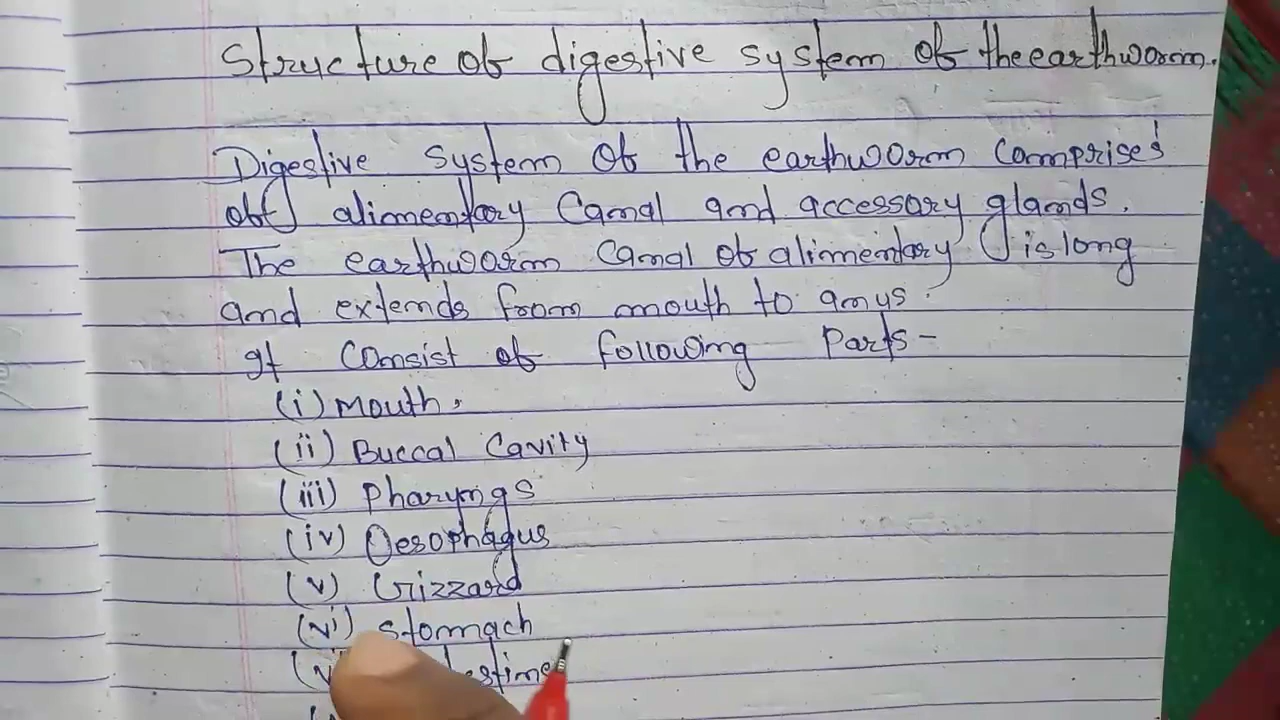 Structure of digestive system of the earthworm.
Digestive system of the earthworm comprises
of alimentary canal and accessory glands.
The earthworm canal of alimentary is long
and extends from mouth to anus.
It consist of following parts-
(i) Mouth,
(ii) Buccal Cavity
(iii) Pharyngs
(iv) Oesophagus
(v) Gizzard
(vi) Stomach